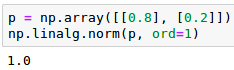 p = np.array([[0.8], [0.2]])
np.linalg.norm(p, ord=1)
1.0